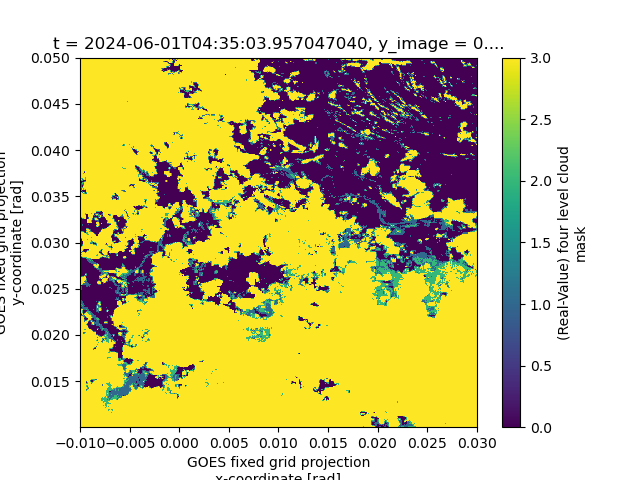 t = 2024-06-01T04:35:03.957047040, y_image = 0....
0.050
0.045
0.040
0.035
0.030
0.025
0.020
0.015
GOES fixed grid projection
y-coordinate [rad]
−0.010 −0.005 0.000 0.005 0.010 0.015 0.020 0.025 0.030
GOES fixed grid projection
x-coordinate [rad]
3.0
2.5
2.0
1.5
1.0
0.5
0.0
(Real-Value) four level cloud
mask